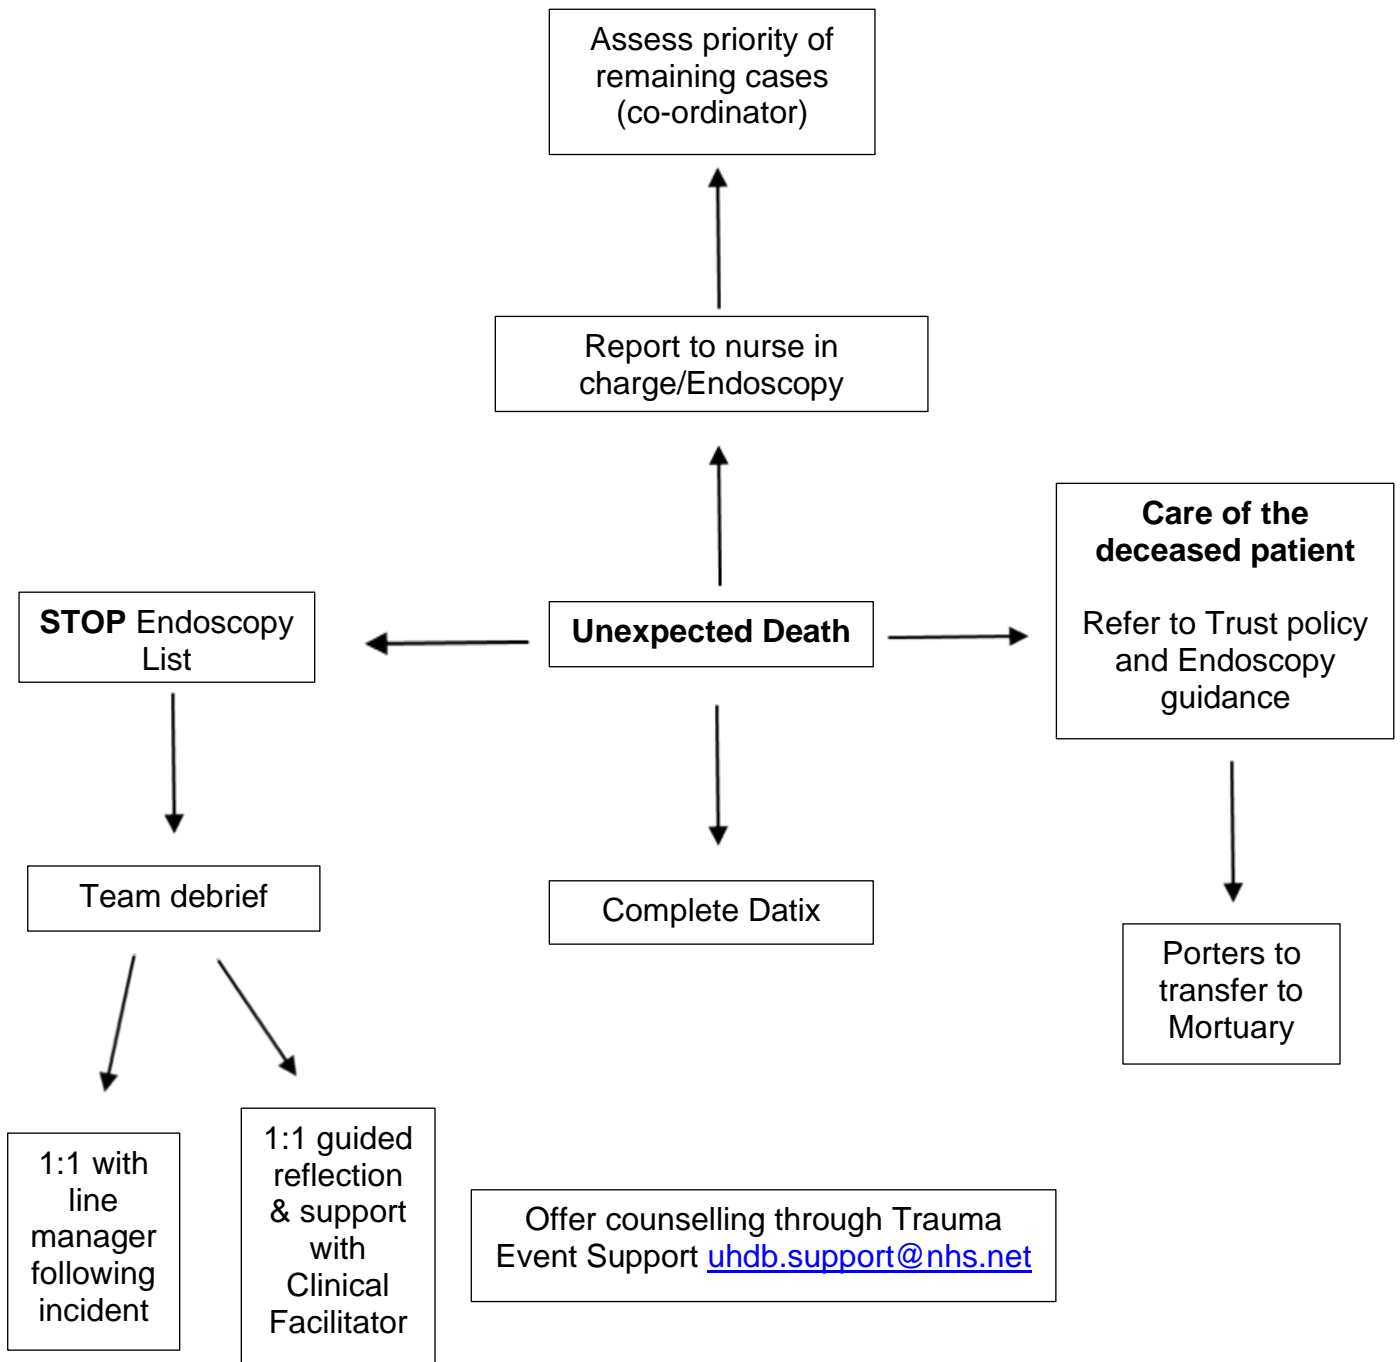 Assess priority of
remaining cases
(co-ordinator)
Report to nurse in
charge/Endoscopy
Care of the
deceased patient
Refer to Trust policy
and Endoscopy
guidance
STOP Endoscopy
List
Unexpected Death
Team debrief
Complete Datix
Porters to
transfer to
Mortuary
1:1 with
line
manager
following
incident
1:1 guided
reflection
& support
with
Clinical
Facilitator
Offer counselling through Trauma
Event Support uhdb.support@nhs.net